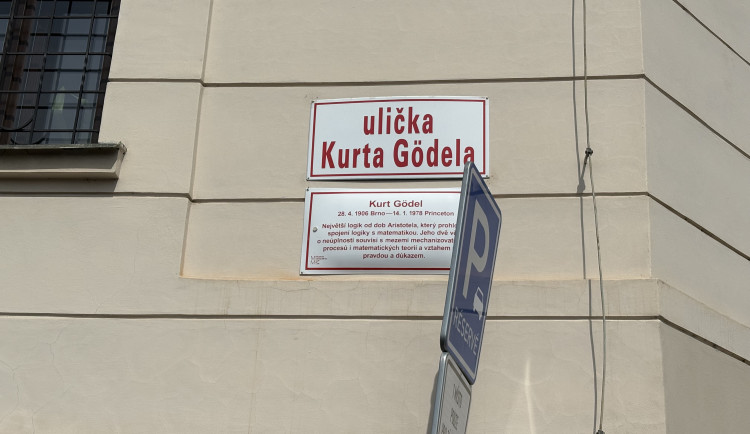 ulička
Kurta Gödela
Kurt Gödel
28. 4. 1906 Brno — 14. 1. 1978 Princeton
Největší logik od dob Aristotela, který
spojení logiky s matematikou. Jeho dvě
o neúplnosti souvisí s mezemi
procesů i matematických teorií a vztahem
pravdou a důkazem.
P
RESERVÉ